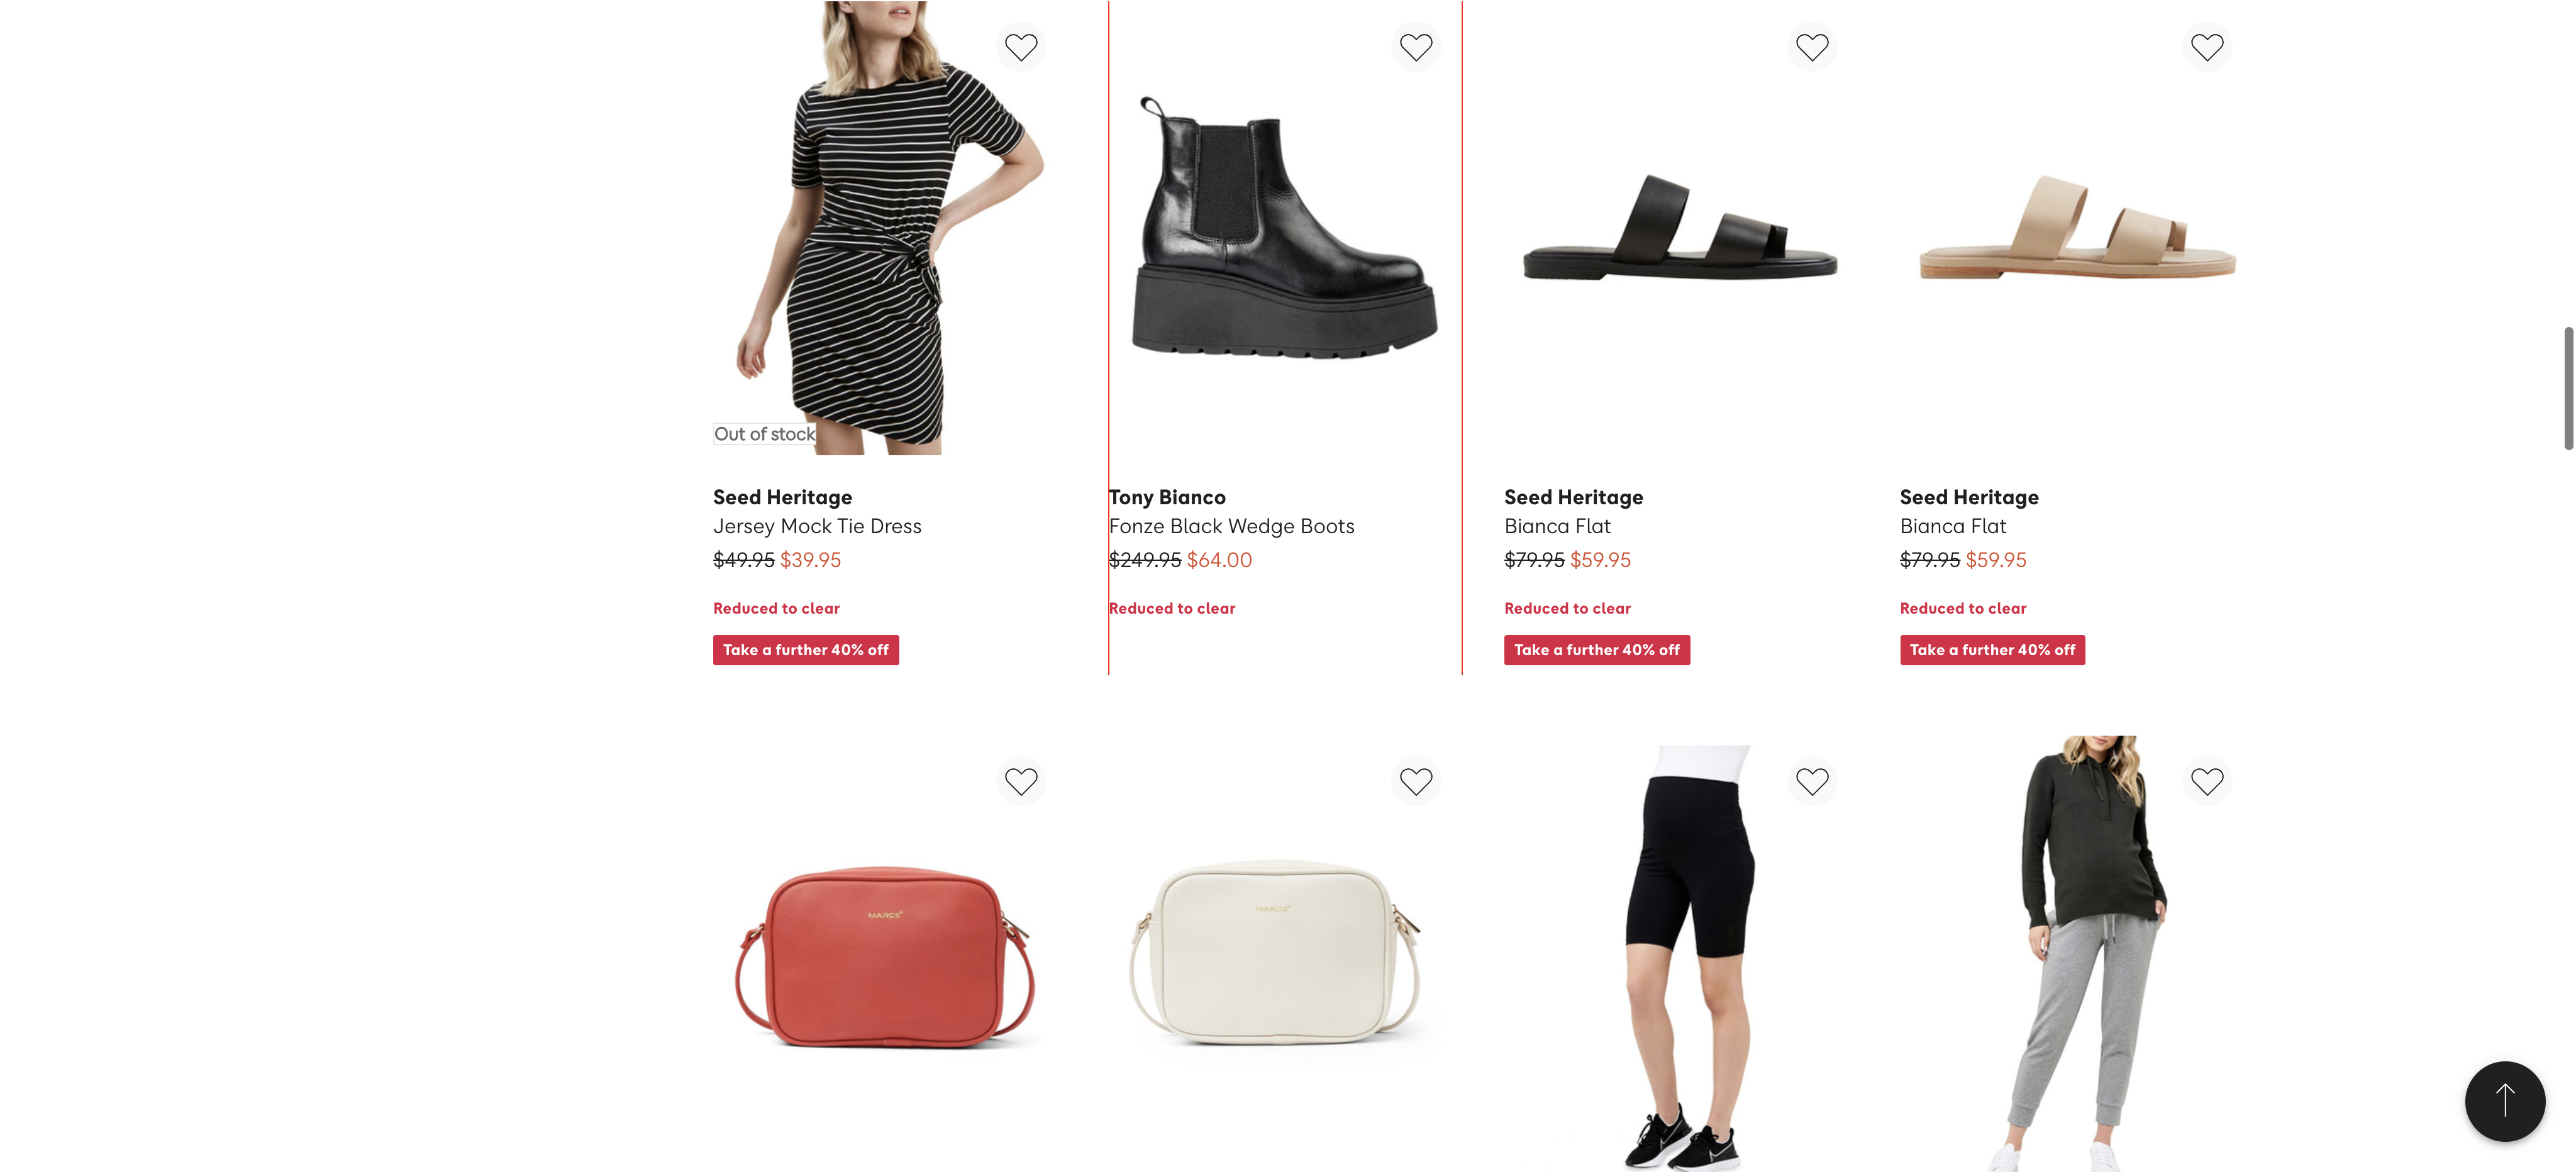 Out of stock
Seed Heritage
Jersey Mock Tie Dress
$49.95 $39.95
Reduced to clear
Take a further 40% off
Tony Bianco
Fonze Black Wedge Boots
$249.95 $64.00
Reduced to clear
Seed Heritage
Bianca Flat
$79.95 $59.95
Reduced to clear
Take a further 40% off
Seed Heritage
Bianca Flat
$79.95 $59.95
Reduced to clear
Take a further 40% off
MARCS
MARCS